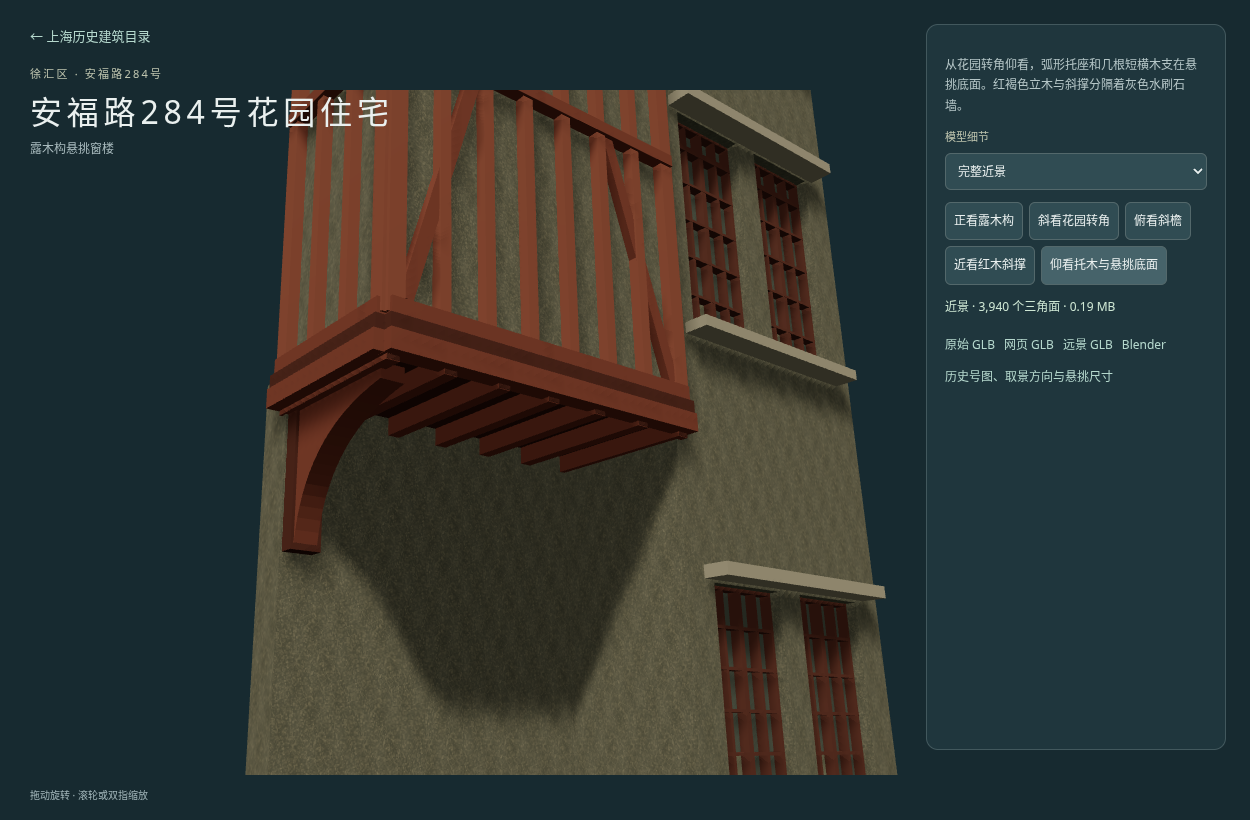 ← 上海历史建筑目录
徐汇区 · 安福路284号
安福路284号花园住宅
露木构悬挑窗楼
从花园转角仰看，弧形托座和几根短横木支在悬
挑底面。红褐色立木与斜撑分隔着灰色水刷石
墙。
模型细节
完整近景
正看露木构 斜看花园转角 俯看斜檐
近看红木斜撑 仰看托木与悬挑底面
近景 · 3,940 个三角面 · 0.19 MB
原始 GLB 网页 GLB 远景 GLB Blender
历史号图、取景方向与悬挑尺寸
拖动旋转 · 滚轮或双指缩放